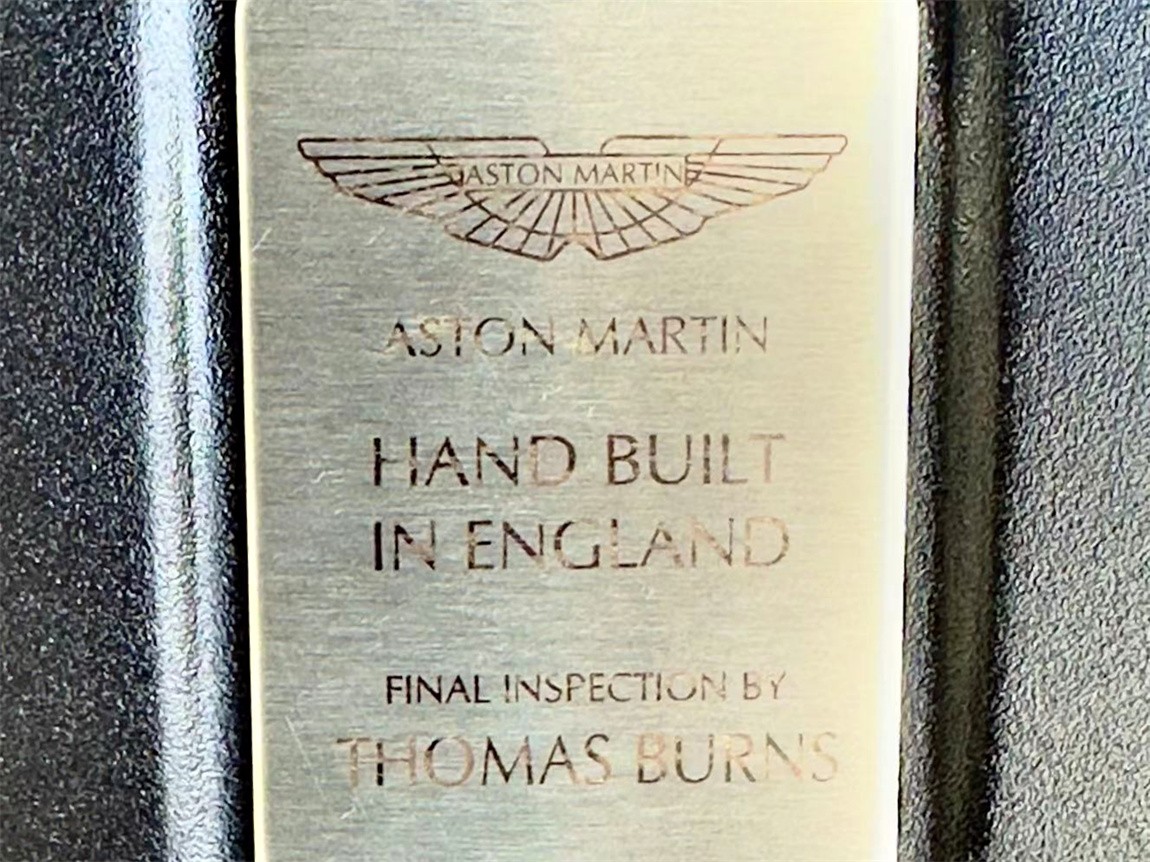 ASTON MARTIN
ASTON MARTIN
HAND BUILT
IN ENGLAND
FINAL INSPECTION BY
THOMAS BURNS